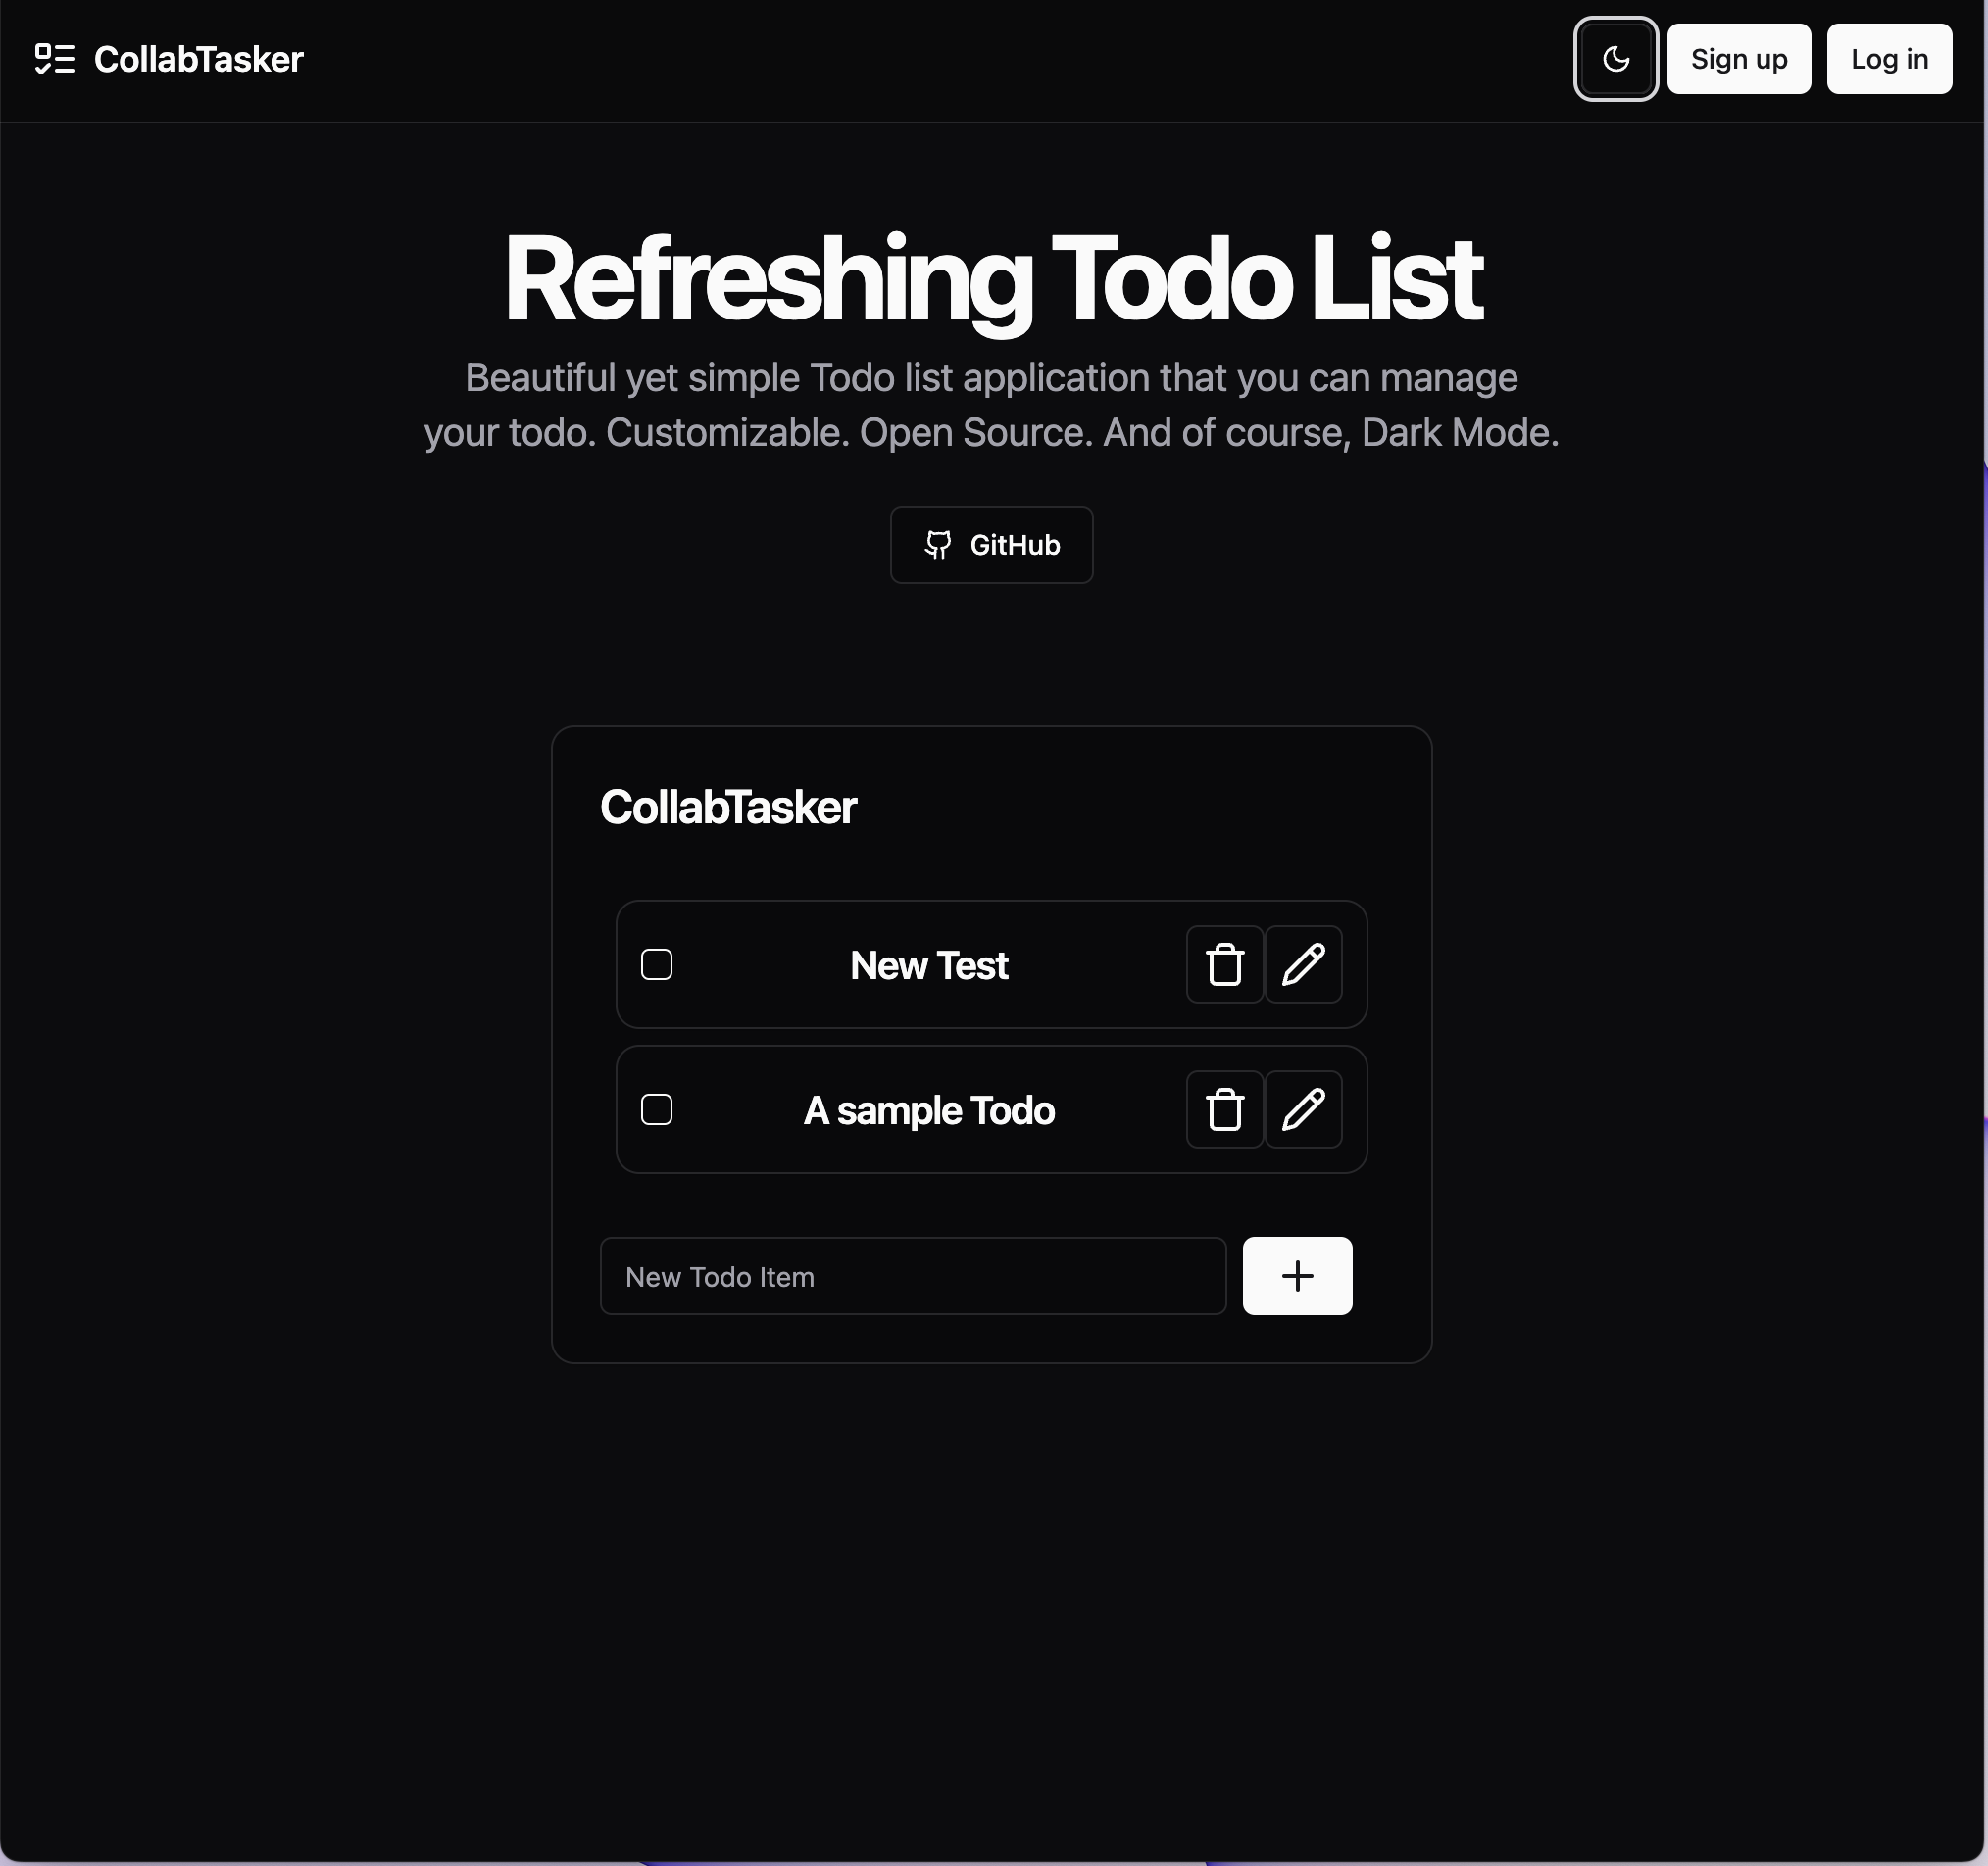 CollabTasker
Sign up
Log in
Refreshing Todo List
Beautiful yet simple Todo list application that you can manage
your todo. Customizable. Open Source. And of course, Dark Mode.
GitHub
CollabTasker
New Test
A sample Todo
New Todo Item